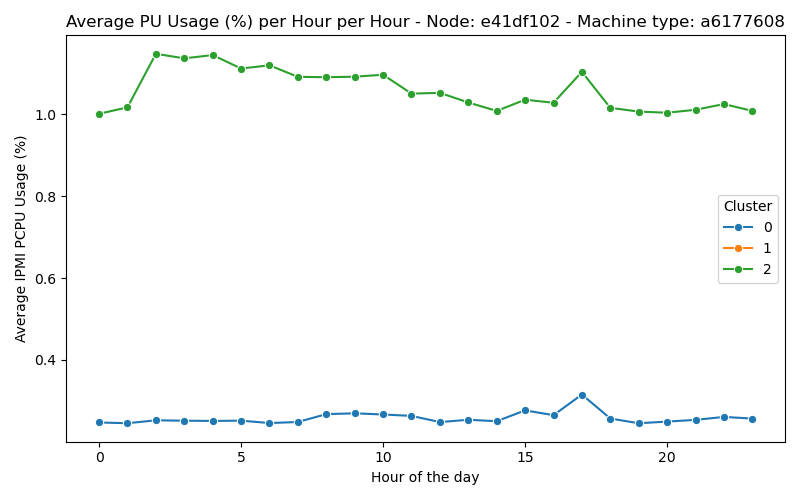 Average PU Usage (%) per Hour per Hour - Node: e41df102 - Machine type: a6177608
1.0
0.8
0.6
0.4
Average IPMI PCPU Usage (%)
Cluster
0
1
2
0 5 10 15 20
Hour of the day